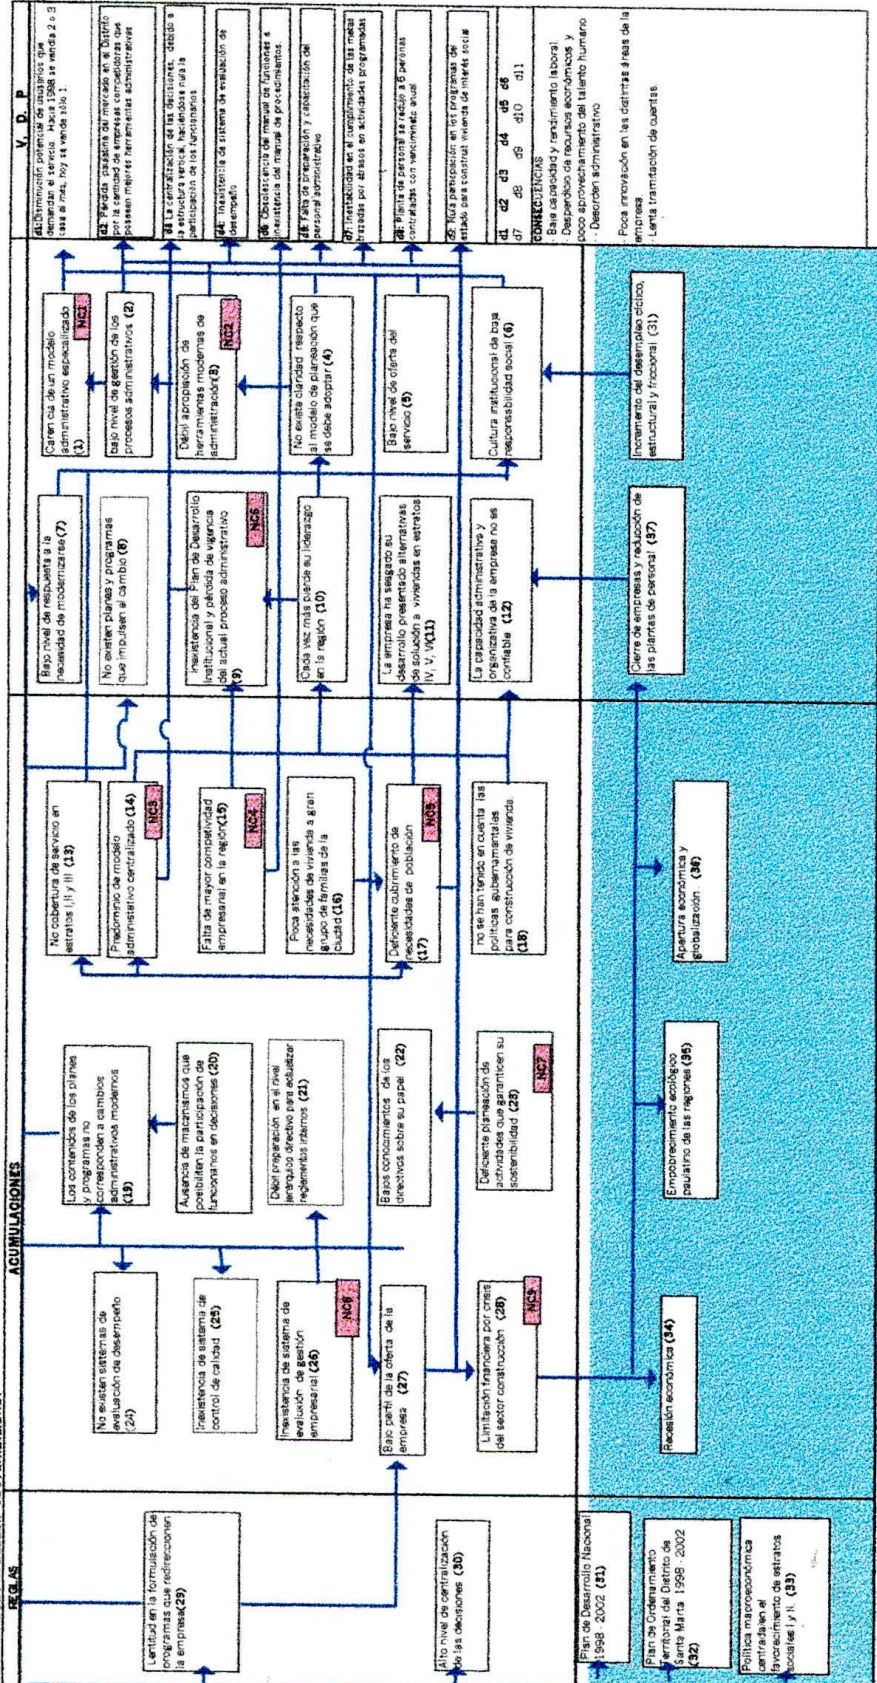 REGLAS
ACUMULACIONES
V. D. P
Lentitud en la formulación de
programas que redireccionen
la empresa(29)
Alto nivel de centralización
de las decisiones (30)
Plan de Desarrollo Nacional
1998 - 2002 (31)
Plan de Ordenamiento
Territorial del Distrito de
Santa Marta 1998 - 2002
(32)
Política macroeconómica
centrada en el
favorecimiento de estratos
sociales I y II. (33)
No existen sistemas de
evaluación de desempeño
(24)
Inexistencia de sistema de
control de calidad (25)
Inexistencia de sistema de
evaluxión de gestión
empresarial (26)
NC8
Bajo perfil de la oferta de la
empresa (27)
Limitación financiera por crisis
del sector construcción (28)
NC9
Recesión económica (34)
Los contenidos de los planes
y programas no
corresponden a cambios
administrativos modernos
(19)
Ausencia de macanismos que
posibiliten la participación de
funcionarios en decisiones (20)
Débil preparación en el nivel
jerárquico directivo para actualizar
reglamentos internos (21)
Bajos conocimientos de los
directivos sobre su papel (22)
Deficiente planeación de
actividades que garanticen su
sostenibilidad (23)
NC7
Empobrecimiento ecológico
paulatino de las regiones (35)
No cobertura de servicio en
estratos I,II y III (13)
Predominio de modelo
administrativo centralizado (14)
NC3
Falta de mayor competividad
empresarial en la región(15)
NC4
Poca atención a las
necesidades de vivienda a gran
grupo de familias de la
ciudad (16)
Deficiente cubrimiento de
necesidades de población
(17)
NC5
no se han tenido en cuenta las
políticas gubernamentales
para construcción de vivienda.
(18)
Apertura económica y
globalización . (36)
Bajo nivel de respuesta a la
necesidad de modernizarse (7)
No existen planes y programas
que impulsen al cambio (8)
Inexistencia del Plan de Desarrollo
Institucional y pérdida de vigencia
del actual proceso administrativo
(9)
NC6
Cada vez más pierde su liderazgo
en la región (10)
La empresa ha sesgado su
desarrollo presentado alternativas
de solución a viviendas en estratos
IV, V, VI(11)
La capacidad administrativa y
organizativa de la empresa no es
confiable (12)
Cierre de empresas y reducción de
las plantas de personal (37)
Carencia de un modelo
administrativo especializado
(1)
NC1
bajo nivel de gestión de los
procesos administrativos (2)
Débil apropiación de
herramientas modernas de
administración(3)
NC2
No existe claridad respecto
al modelo de planeación que
se debe adoptar (4)
Bajo nivel de oferta del
servicio (5)
Cultura institucional de baja
responsabilidad social (6)
Incremento del desempleo cíclico,
estructural y friccional (31)
d1: Disminución potencial de usuarios que
demandan el servicio. Hacia 1998 se vendía 2 o 3
casa al mes, hoy se vende sólo 1.
d2: Pérdida paulatina del mercado en el Distrito
por la cantidad de empresas competidoras que
poseen mejores herramientas administrativas
d3 La centralización de las decisiones, debido a
la estructura vertical, haciéndose nula la
participación de los funcionarios
d4: Inexistencia de sistema de evaluación de
desempeño
d5: Obsolescencia del manual de funciones e
inexistencia del manual de procedimientos.
d6: Falta de preparación y capacitación del
personal administrativo
d7: Inestabilidad en el cumplimiento de las metas
trazadas por atrasos en actividades programadas
d8: Planta de personal se redujo a 6 personas
contratadas con vencimiento anual
d9: Nula participación en los programas del
estado para construir vivienda de interés social
d1 d2 d3 d4 d5 d6
d7 d8 d9 d10 d11
CONSECUENCIAS
- Baja capacidad y rendimiento laboral.
- Desperdicio de recursos económicos y
poco aprovechamiento del talento humano
- Desorden administrativo
Poca innovación en las distintas áreas de la
empresa.
- Lenta tramitación de cuentas